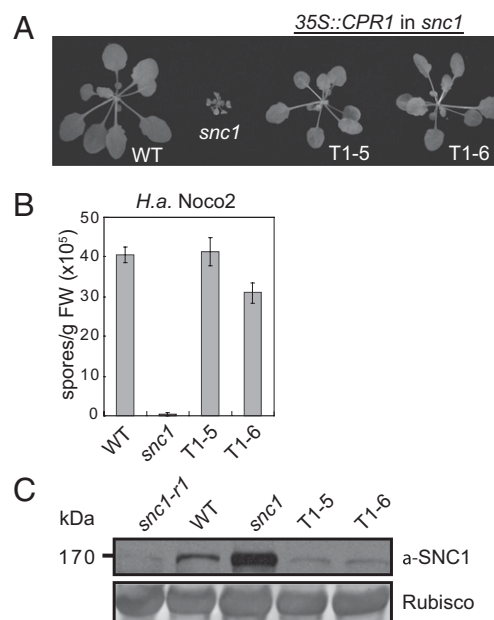 A
35S::CPR1 in snc1
WT
snc1
T1-5
T1-6
B
H.a. Noco2
spores/g FW (x10⁵)
50
40
30
20
10
0
WT
snc1
T1-5
T1-6
C
kDa
snc1-r1
WT
snc1
T1-5
T1-6
170
a-SNC1
Rubisco